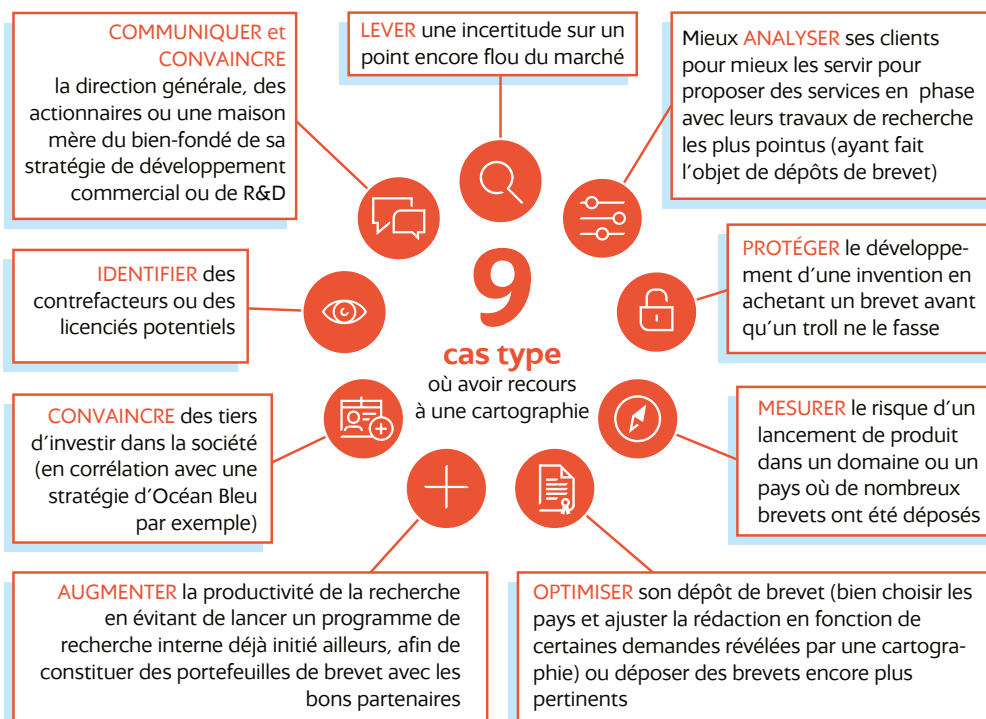 COMMUNIQUER et
CONVAINCRE
la direction générale, des
actionnaires ou une maison
mère du bien-fondé de sa
stratégie de développement
commercial ou de R&D
LEVER une incertitude sur un
point encore flou du marché
Mieux ANALYSER ses clients
pour mieux les servir pour
proposer des services en phase
avec leurs travaux de recherche
les plus pointus (ayant fait
l'objet de dépôts de brevet)
IDENTIFIER des
contrefacteurs ou des
licenciés potentiels
9
cas type
où avoir recours
à une cartographie
PROTÉGER le développe-
ment d'une invention en
achetant un brevet avant
qu'un troll ne le fasse
CONVAINCRE des tiers
d'investir dans la société
(en corrélation avec une
stratégie d'Océan Bleu
par exemple)
MESURER le risque d'un
lancement de produit
dans un domaine ou un
pays où de nombreux
brevets ont été déposés
AUGMENTER la productivité de la recherche
en évitant de lancer un programme de
recherche interne déjà initié ailleurs, afin de
constituer des portefeuilles de brevet avec les
bons partenaires
OPTIMISER son dépôt de brevet (bien choisir les
pays et ajuster la rédaction en fonction de
certaines demandes révélées par une cartogra-
phie) ou déposer des brevets encore plus
pertinents